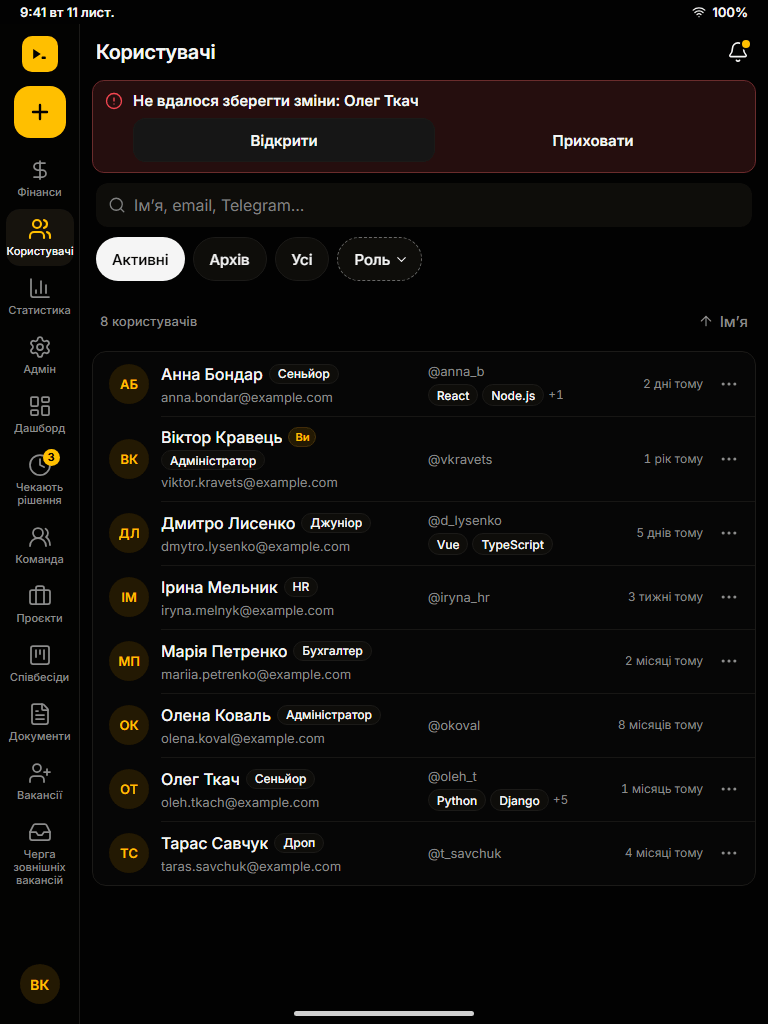 9:41 вт 11 лист.
100%
Користувачі
Не вдалося зберегти зміни: Олег Ткач
Відкрити
Приховати
Ім’я, email, Telegram...
Активні
Архів
Усі
Роль
8 користувачів
Ім’я
Фінанси
Користувачі
Статистика
Адмін
Дашборд
3
Чекають
рішення
Команда
Проєкти
Співбесіди
Документи
Вакансії
Черга
зовнішніх
вакансій
ВК
АБ
Анна Бондар Сеньйор
anna.bondar@example.com
@anna_b
React Node.js +1
2 дні тому
ВК
Віктор Кравець Ви
Адміністратор
viktor.kravets@example.com
@vkravets
1 рік тому
ДЛ
Дмитро Лисенко Джуніор
dmytro.lysenko@example.com
@d_lysenko
Vue TypeScript
5 днів тому
ІМ
Ірина Мельник HR
iryna.melnyk@example.com
@iryna_hr
3 тижні тому
МП
Марія Петренко Бухгалтер
mariia.petrenko@example.com
2 місяці тому
ОК
Олена Коваль Адміністратор
olena.koval@example.com
@okoval
8 місяців тому
ОТ
Олег Ткач Сеньйор
oleh.tkach@example.com
@oleh_t
Python Django +5
1 місяць тому
ТС
Тарас Савчук Дроп
taras.savchuk@example.com
@t_savchuk
4 місяці тому